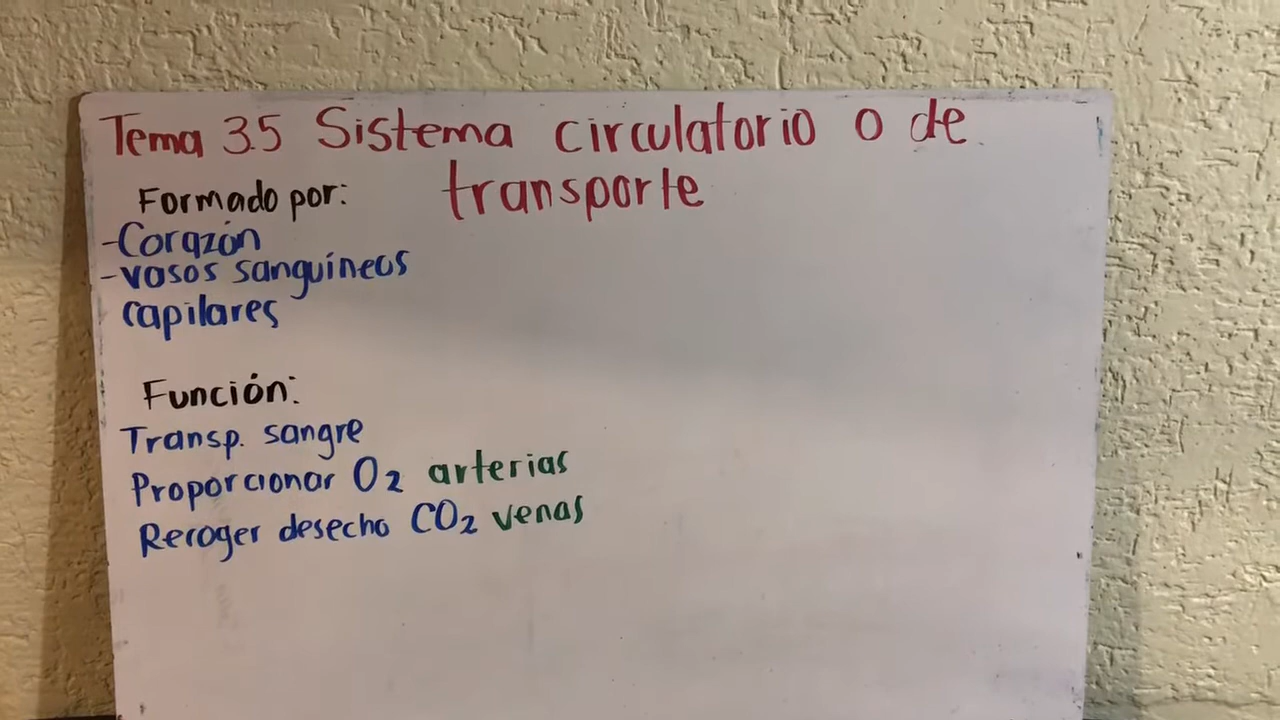 Tema 3.5 Sistema circulatorio o de
transporte
Formado por:
-Corazón
-vasos sanguíneos
capilares
Función:
Transp. sangre
Proporcionar O2 arterias
Recoger desecho CO2 venas